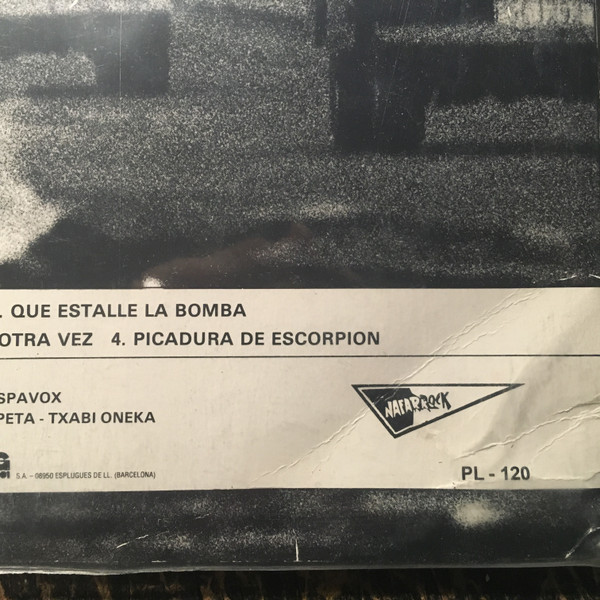 . QUE ESTALLE LA BOMBA
OTRA VEZ 4. PICADURA DE ESCORPION
SPAVOX
PETA - TXABI ONEKA
NAFARROCK
G
S.A. - 08950 ESPLUGUES DE LL. (BARCELONA)
PL - 120